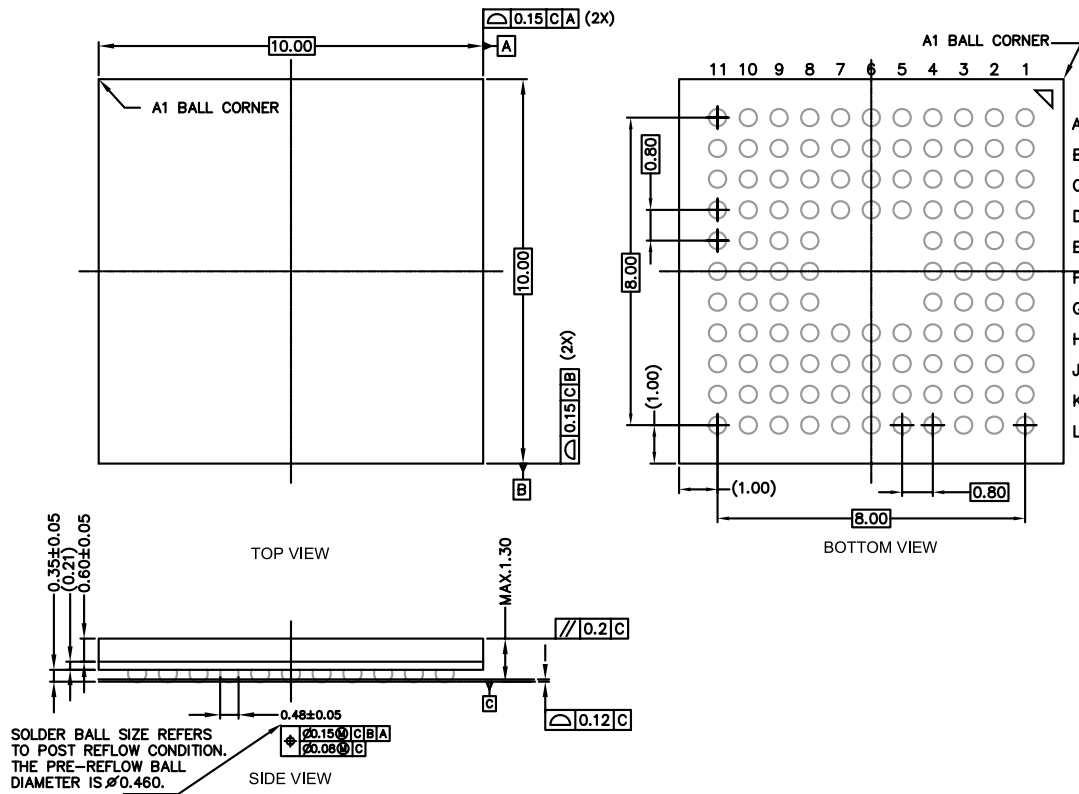 ⌓ 0.15 C A (2X)
10.00
A
A1 BALL CORNER
10.00
⌓ 0.15 C B (2X)
B
TOP VIEW
A1 BALL CORNER
11 10 9 8 7 6 5 4 3 2 1
A
B
C
D
E
F
G
H
J
K
L
0.80
8.00
(1.00)
(1.00)
0.80
8.00
BOTTOM VIEW
0.35±0.05
(0.21)
0.60±0.05
MAX.1.30
// 0.2 C
C
⌓ 0.12 C
0.48±0.05
⌖ Ø0.15Ⓜ C B A
Ø0.08Ⓜ C
SOLDER BALL SIZE REFERS
TO POST REFLOW CONDITION.
THE PRE-REFLOW BALL
DIAMETER IS Ø0.460.
SIDE VIEW